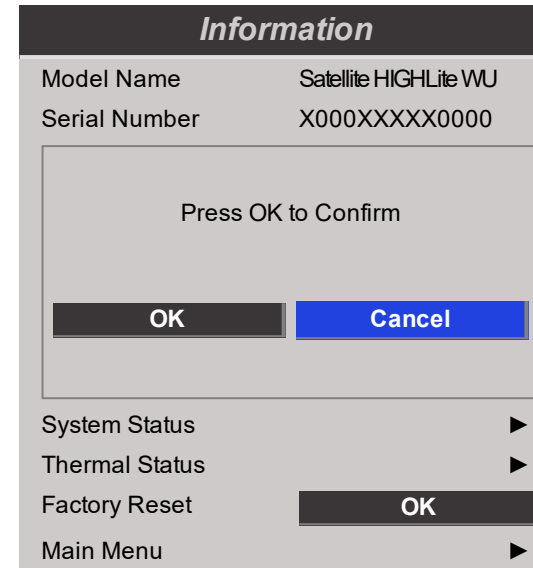 Information
Model Name Satellite HIGHLite WU
Serial Number X000XXXXX0000
Press OK to Confirm
OK Cancel
System Status ►
Thermal Status ►
Factory Reset OK
Main Menu ►